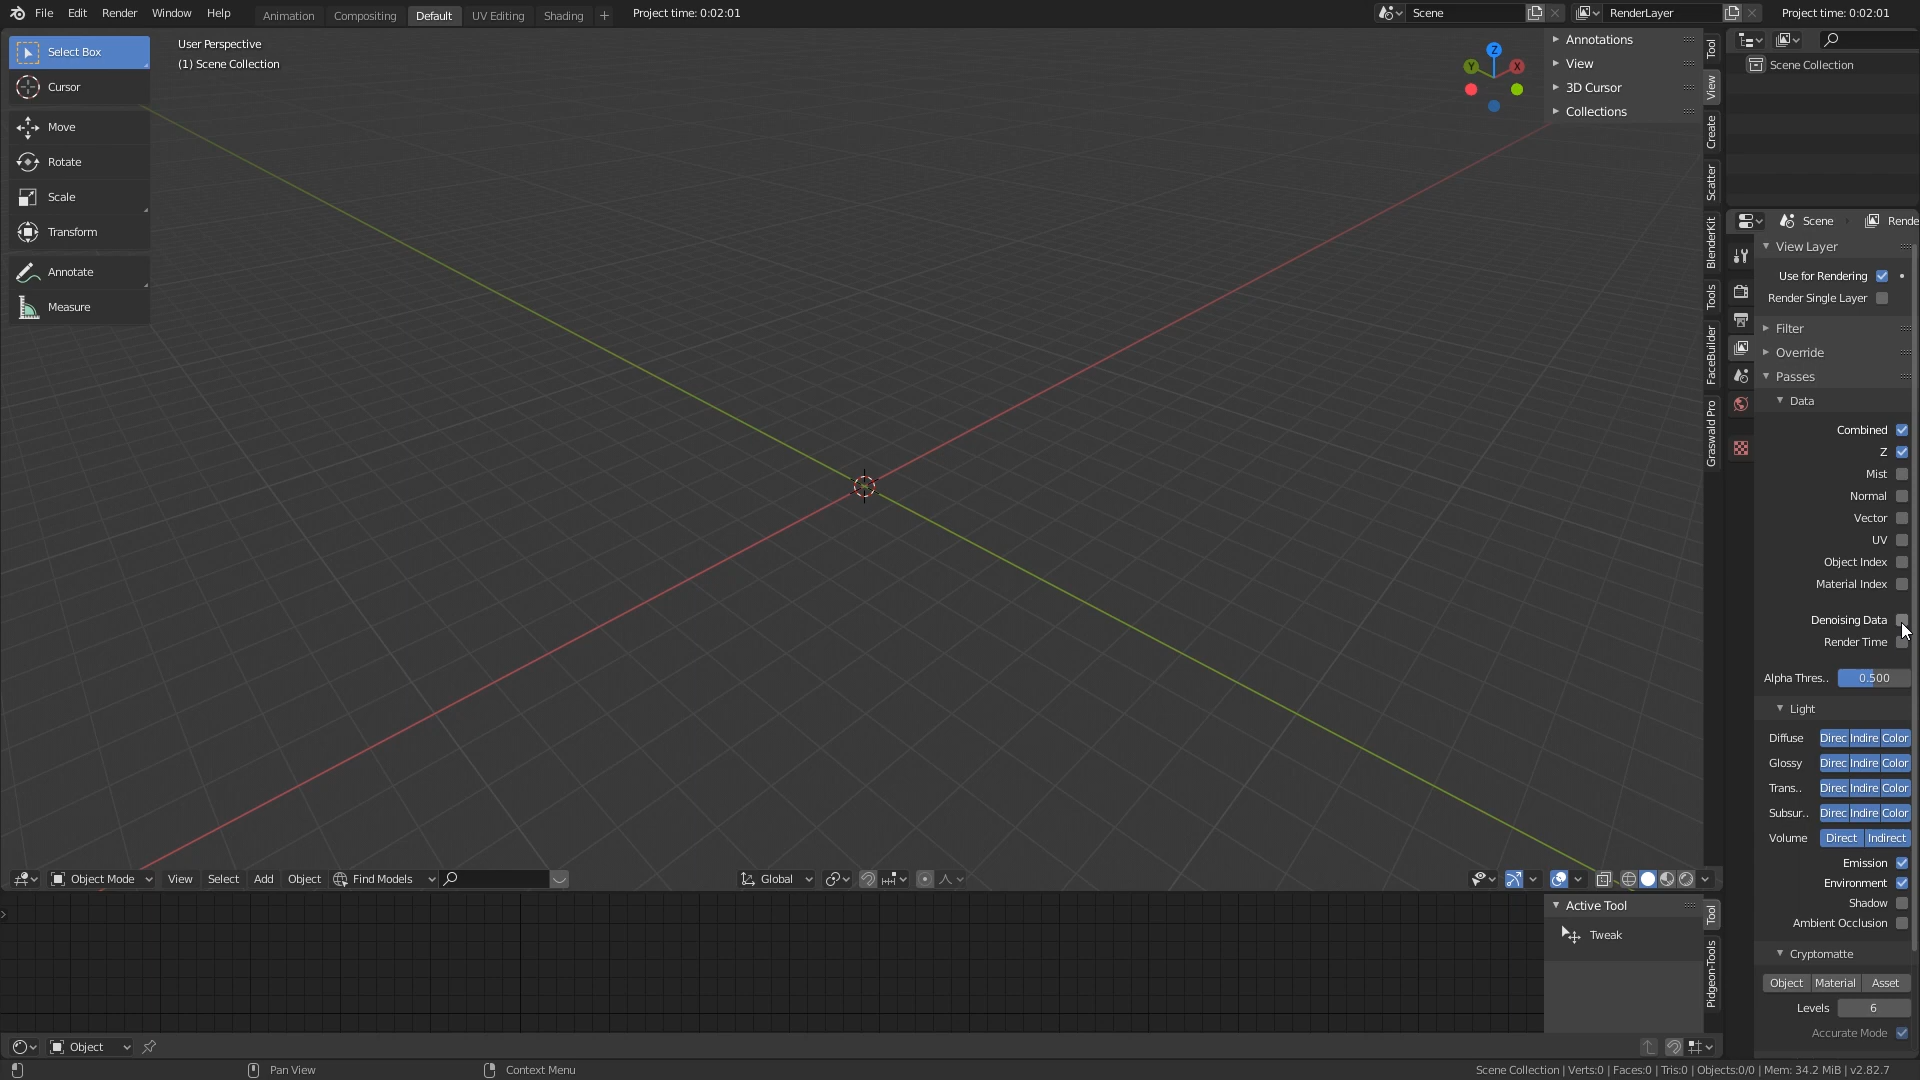 File Edit Render Window Help Animation Compositing Default UV Editing Shading Project time: 0:02:01 Scene RenderLayer Project time: 0:02:01
Select Box
Cursor
Move
Rotate
Scale
Transform
Annotate
Measure
User Perspective
(1) Scene Collection
Z
Y
X
Annotations
View
3D Cursor
Collections
Tool
View
Create
Scatter
BlenderKit
Tools
FaceBuilder
Graswald Pro
Scene Collection
Scene Rende
View Layer
Use for Rendering
Render Single Layer
Filter
Override
Passes
Data
Combined
Z
Mist
Normal
Vector
UV
Object Index
Material Index
Denoising Data
Render Time
Alpha Thres.. 0.500
Light
Diffuse Direc Indire Color
Glossy Direc Indire Color
Trans.. Direc Indire Color
Subsur.. Direc Indire Color
Volume Direct Indirect
Emission
Environment
Shadow
Ambient Occlusion
Cryptomatte
Object Material Asset
Levels 6
Accurate Mode
Object Mode View Select Add Object Find Models Global
Active Tool
Tweak
Tool
Pidgeon-Tools
Object
Pan View Context Menu Scene Collection | Verts:0 | Faces:0 | Tris:0 | Objects:0/0 | Mem: 34.2 MiB | v2.82.7